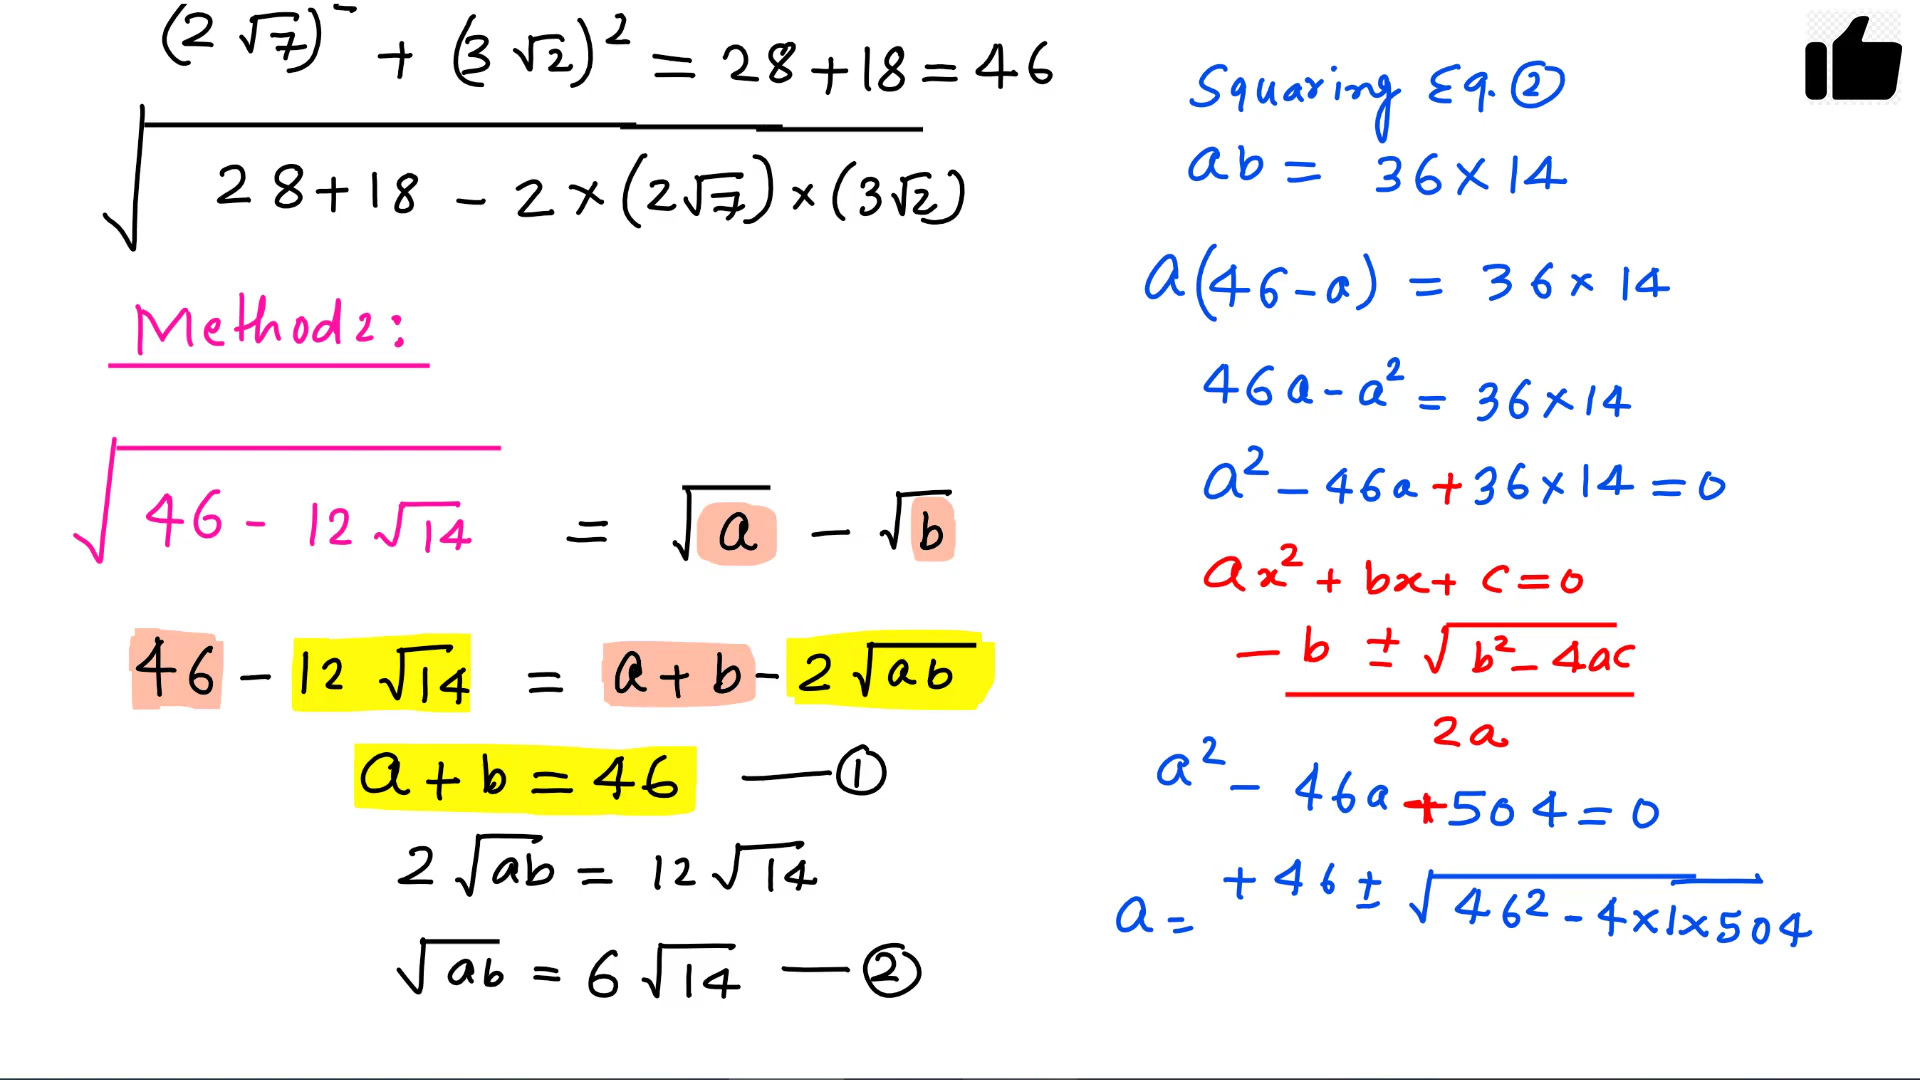 (2√7)² + (3√2)² = 28+18 = 46
√(28+18 - 2×(2√7)×(3√2))
Method 2:
√(46 - 12√14) = √a - √b
46 - 12√14 = a+b - 2√ab
a+b = 46 — ①
2√ab = 12√14
√ab = 6√14 — ②
Squaring Eq. ②
ab = 36×14
a(46-a) = 36×14
46a - a² = 36×14
a² - 46a + 36×14 = 0
ax² + bx + c = 0
(-b ± √(b² - 4ac)) / 2a
a² - 46a + 504 = 0
a = +46 ± √(46² - 4×1×504)